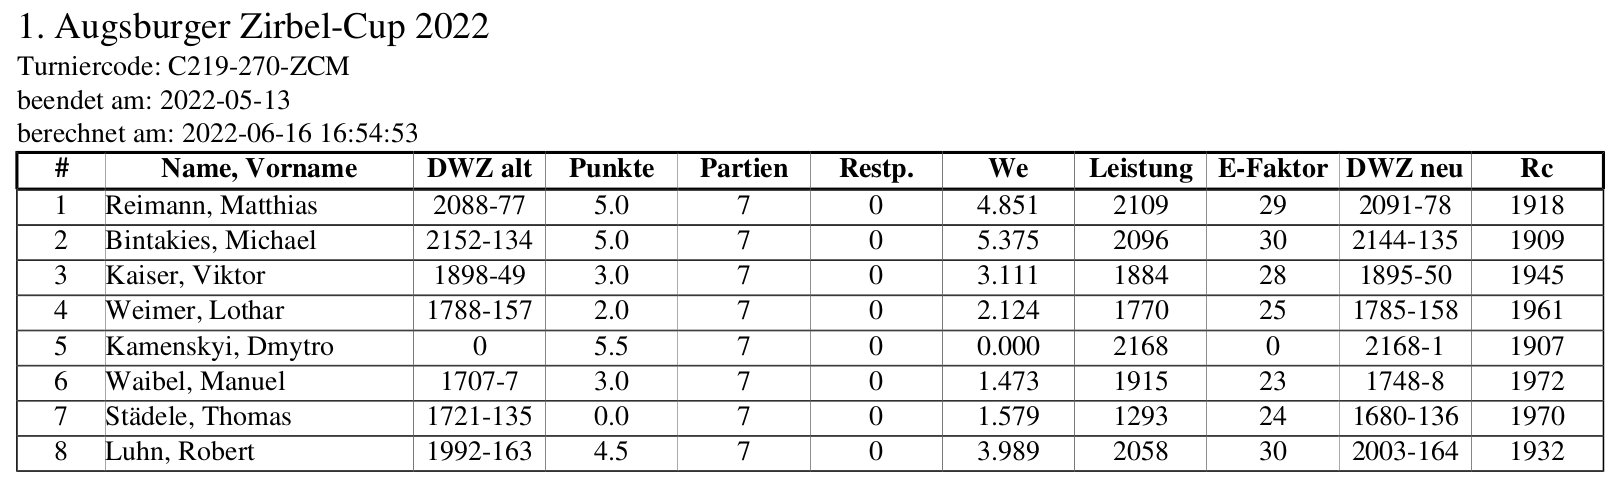 1. Augsburger Zirbel-Cup 2022
Turniercode: C219-270-ZCM
beendet am: 2022-05-13
berechnet am: 2022-06-16 16:54:53
# Name, Vorname DWZ alt Punkte Partien Restp. We Leistung E-Faktor DWZ neu Rc
1 Reimann, Matthias 2088-77 5.0 7 0 4.851 2109 29 2091-78 1918
2 Bintakies, Michael 2152-134 5.0 7 0 5.375 2096 30 2144-135 1909
3 Kaiser, Viktor 1898-49 3.0 7 0 3.111 1884 28 1895-50 1945
4 Weimer, Lothar 1788-157 2.0 7 0 2.124 1770 25 1785-158 1961
5 Kamenskyi, Dmytro 0 5.5 7 0 0.000 2168 0 2168-1 1907
6 Waibel, Manuel 1707-7 3.0 7 0 1.473 1915 23 1748-8 1972
7 Städele, Thomas 1721-135 0.0 7 0 1.579 1293 24 1680-136 1970
8 Luhn, Robert 1992-163 4.5 7 0 3.989 2058 30 2003-164 1932